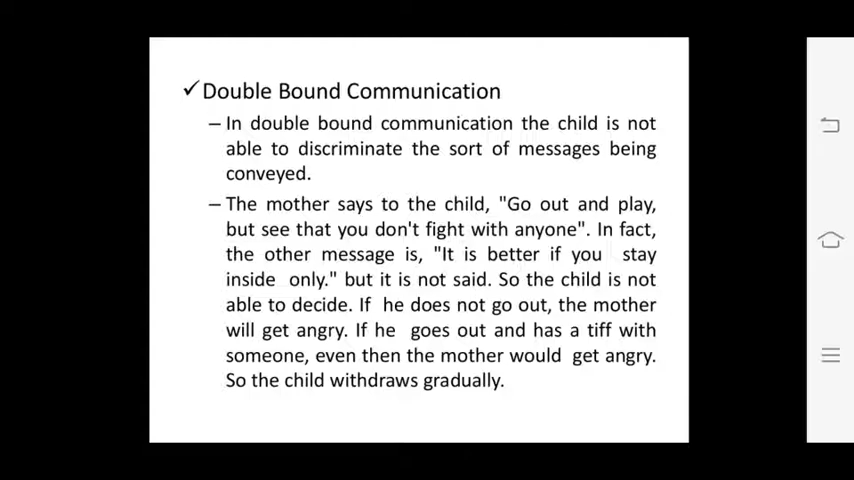 ✓Double Bound Communication
– In double bound communication the child is not
able to discriminate the sort of messages being
conveyed.
– The mother says to the child, "Go out and play,
but see that you don't fight with anyone". In fact,
the other message is, "It is better if you stay
inside only." but it is not said. So the child is not
able to decide. If he does not go out, the mother
will get angry. If he goes out and has a tiff with
someone, even then the mother would get angry.
So the child withdraws gradually.